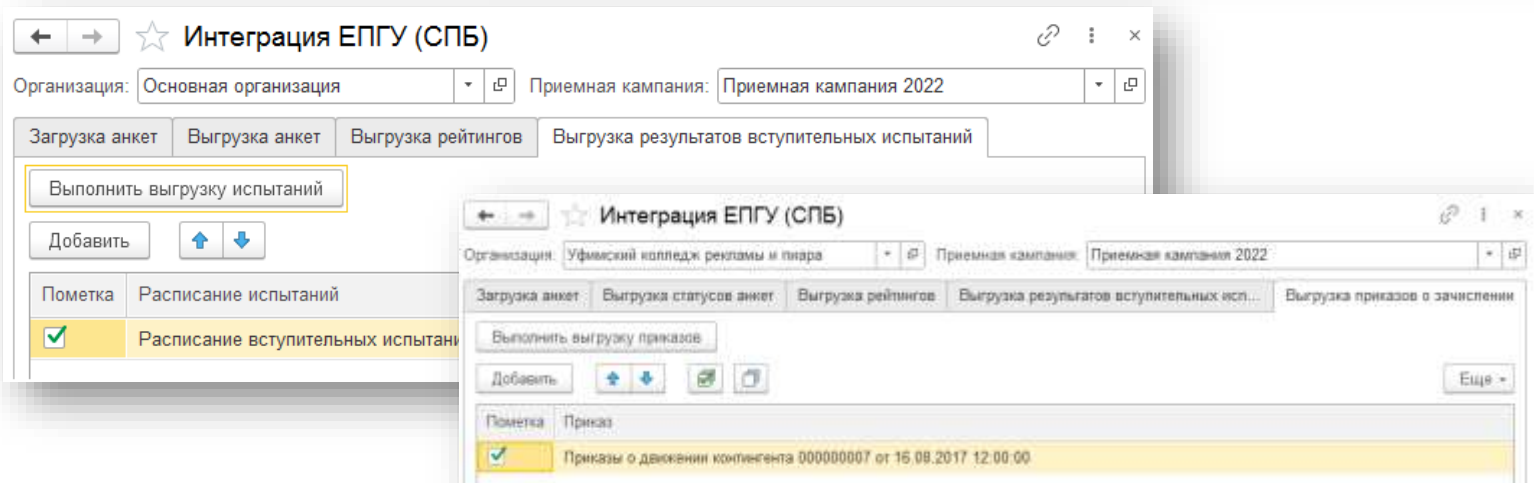 Интеграция ЕПГУ (СПБ)
Организация: Основная организация Приемная кампания: Приемная кампания 2022
Загрузка анкет Выгрузка анкет Выгрузка рейтингов Выгрузка результатов вступительных испытаний
Выполнить выгрузку испытаний
Добавить
Пометка Расписание испытаний
Расписание вступительных испытани
Интеграция ЕПГУ (СПБ)
Организация: Уфимский колледж рекламы и пиара Приемная кампания: Приемная кампания 2022
Загрузка анкет Выгрузка статусов анкет Выгрузка рейтингов Выгрузка результатов вступительных исп... Выгрузка приказов о зачислении
Выполнить выгрузку приказов
Добавить Еще
Пометка Приказ
Приказы о движении контингента 000000007 от 16.08.2017 12:00:00